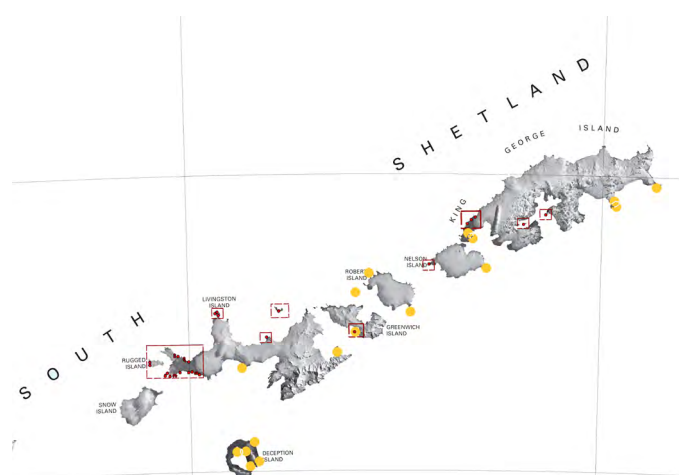 SHETLAND
GEORGE ISLAND
KING
NELSON
ISLAND
ROBERT
ISLAND
LIVINGSTON
ISLAND
GREENWICH
ISLAND
SOUTH
RUGGED
ISLAND
SNOW
ISLAND
DECEPTION
ISLAND